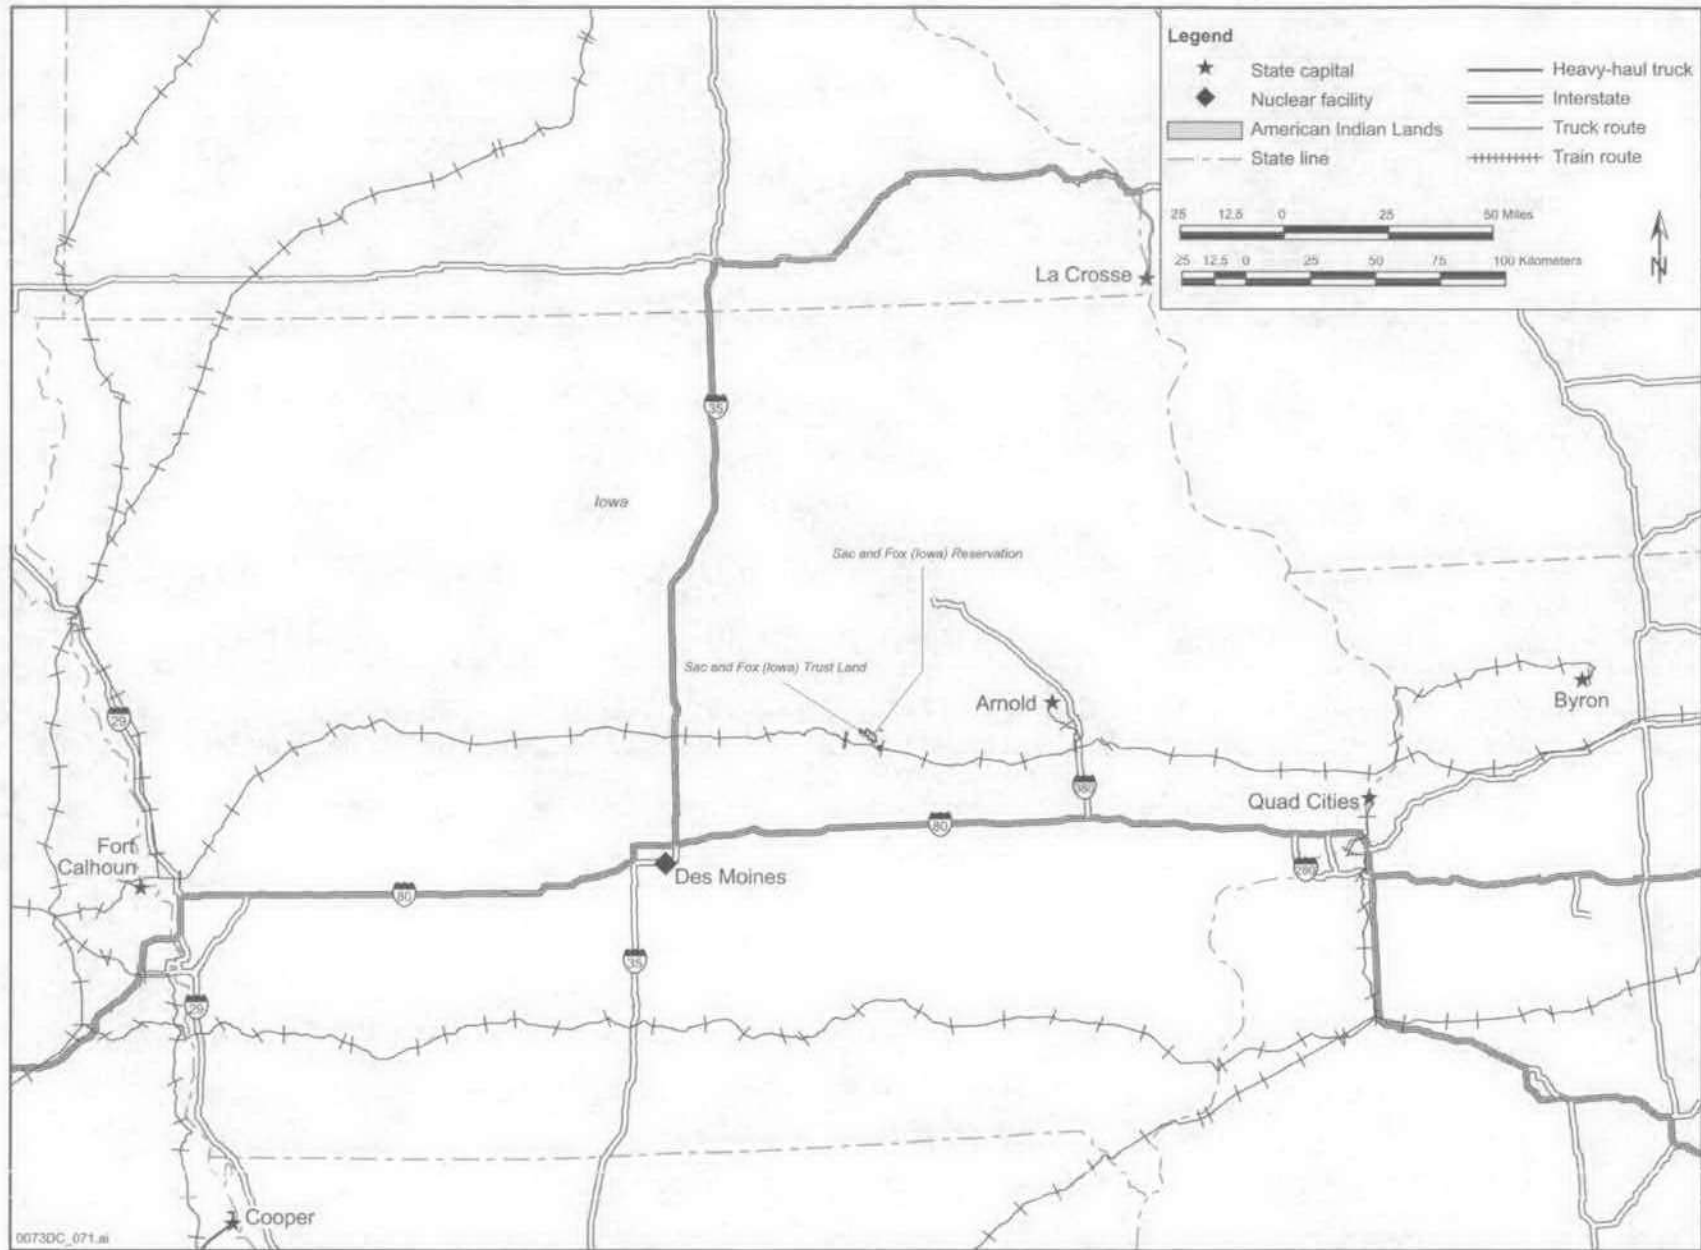 Legend
State capital
Nuclear facility
American Indian Lands
State line
Heavy-haul truck
Interstate
Truck route
Train route
25 12.5 0 25 50 Miles
25 12.5 0 25 50 75 100 Kilometers
N
La Crosse
35
Iowa
Sac and Fox (Iowa) Reservation
Sac and Fox (Iowa) Trust Land
Arnold
Byron
29
380
Quad Cities
80
Fort
Calhoun
Des Moines
280
80
35
29
Cooper
0073DC_071.ai